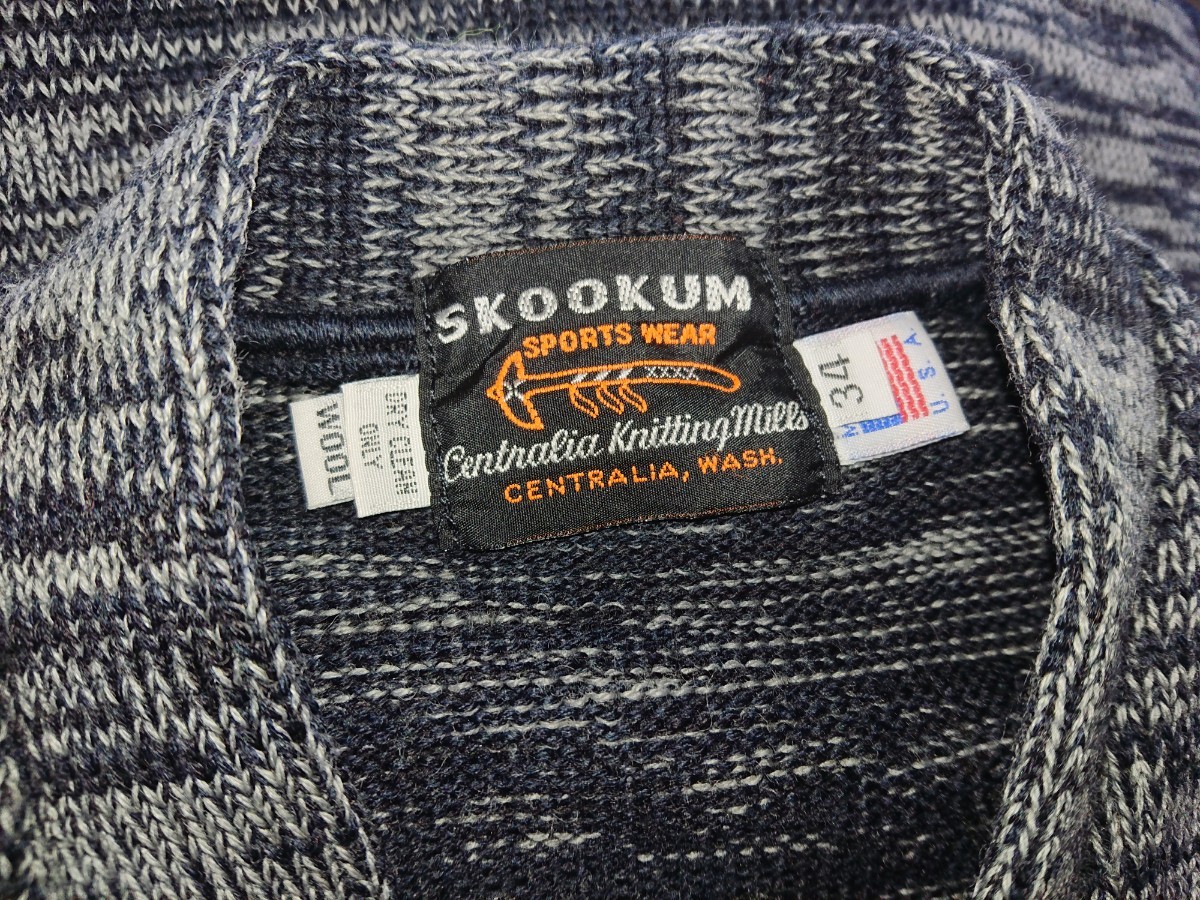 SKOOKUM
SPORTS WEAR
XXXX
Centralia Knitting Mills
CENTRALIA, WASH.
WOOL
DRY CLEAN
ONLY
34
M
U.S.A